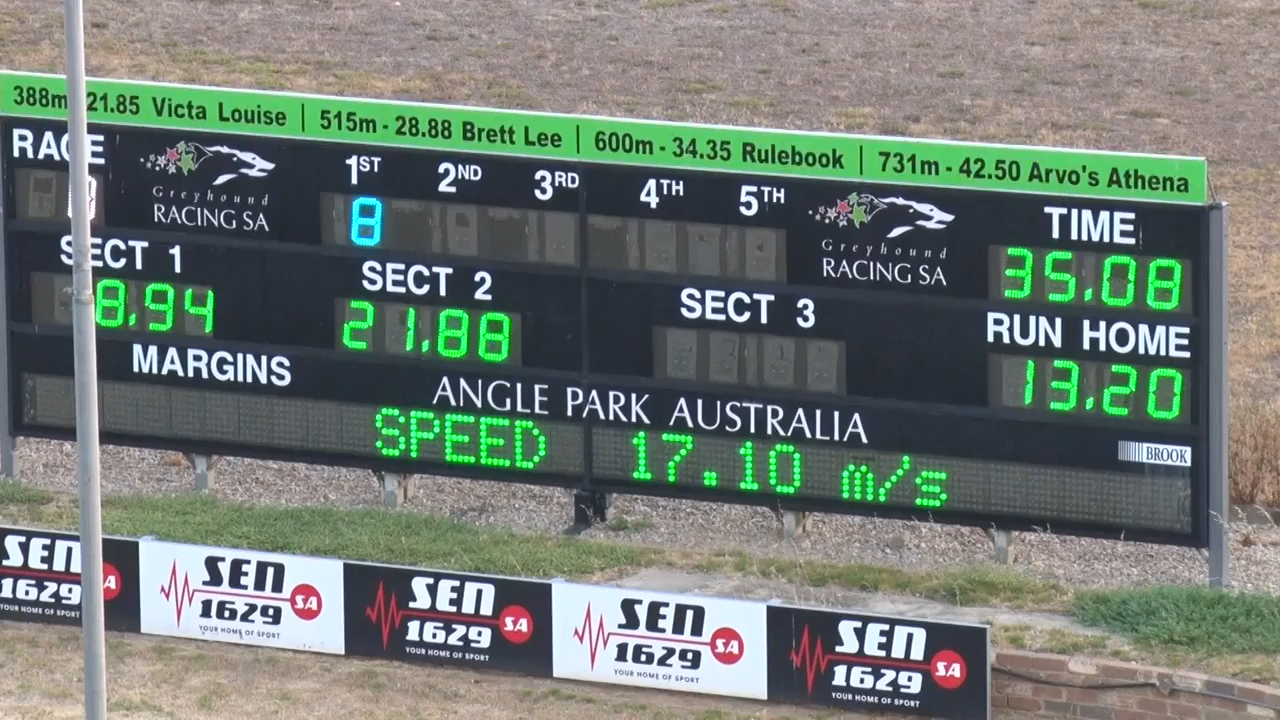 388m 21.85 Victa Louise | 515m - 28.88 Brett Lee | 600m - 34.35 Rulebook | 731m - 42.50 Arvo's Athena
RACE
Greyhound
RACING SA
1ST 2ND 3RD 4TH 5TH
8
Greyhound
RACING SA
TIME
35.08
SECT 1
8.94
SECT 2
21.88
SECT 3
RUN HOME
13.20
MARGINS
ANGLE PARK AUSTRALIA
SPEED 17.10 m/s
BROOK
SEN
1629
YOUR HOME OF SPORT
SEN
1629 SA
YOUR HOME OF SPORT
SEN
1629 SA
YOUR HOME OF SPORT
SEN
1629 SA
YOUR HOME OF SPORT
SEN
1629 SA
YOUR HOME OF SPORT